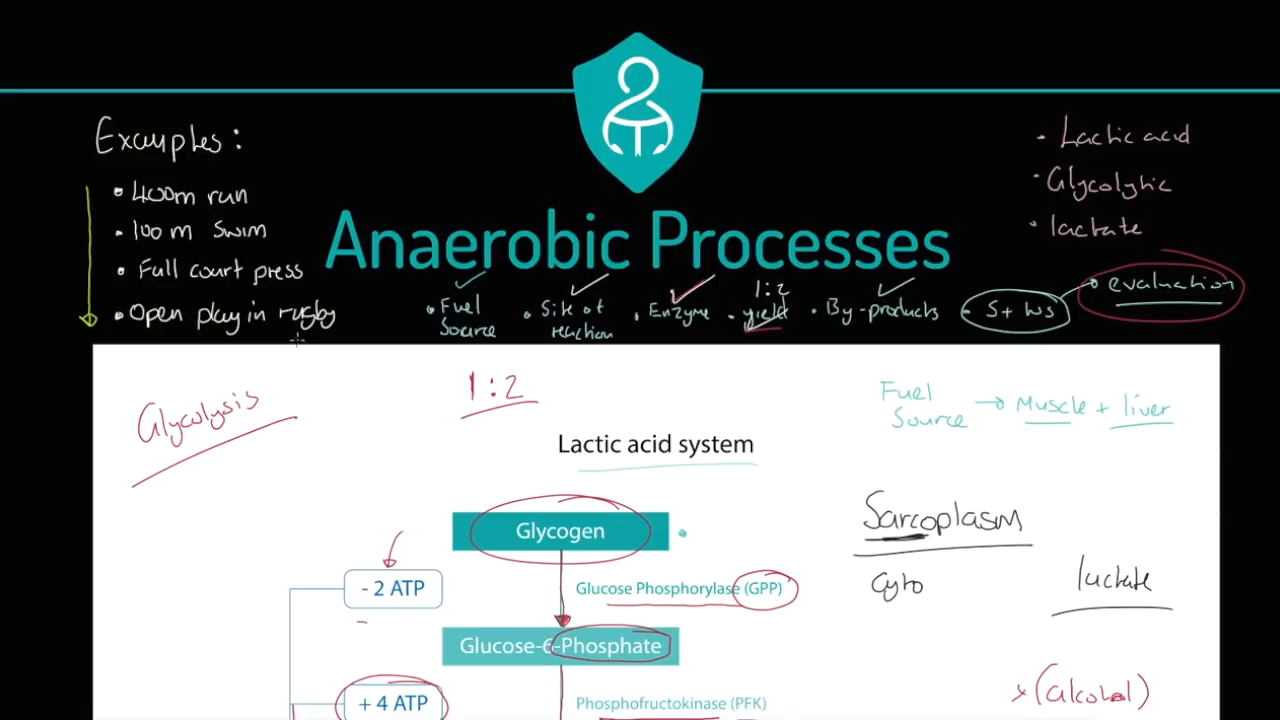 Examples:
• 400m run
• 100m Swim
• Full court press
• Open play in rugby
• Lactic acid
• Glycolytic
• lactate
Anaerobic Processes
• Fuel Source
• Site of reaction
• Enzyme
1:2
• yield
• By-products
• S + Ws
evaluation
Glycolysis
1:2
Fuel Source → Muscle + liver
Lactic acid system
Glycogen
Sarcoplasm
- 2 ATP
Glucose Phosphorylase (GPP)
Cyto
lactate
Glucose-6-Phosphate
+ 4 ATP
Phosphofructokinase (PFK)
x (alcohol)